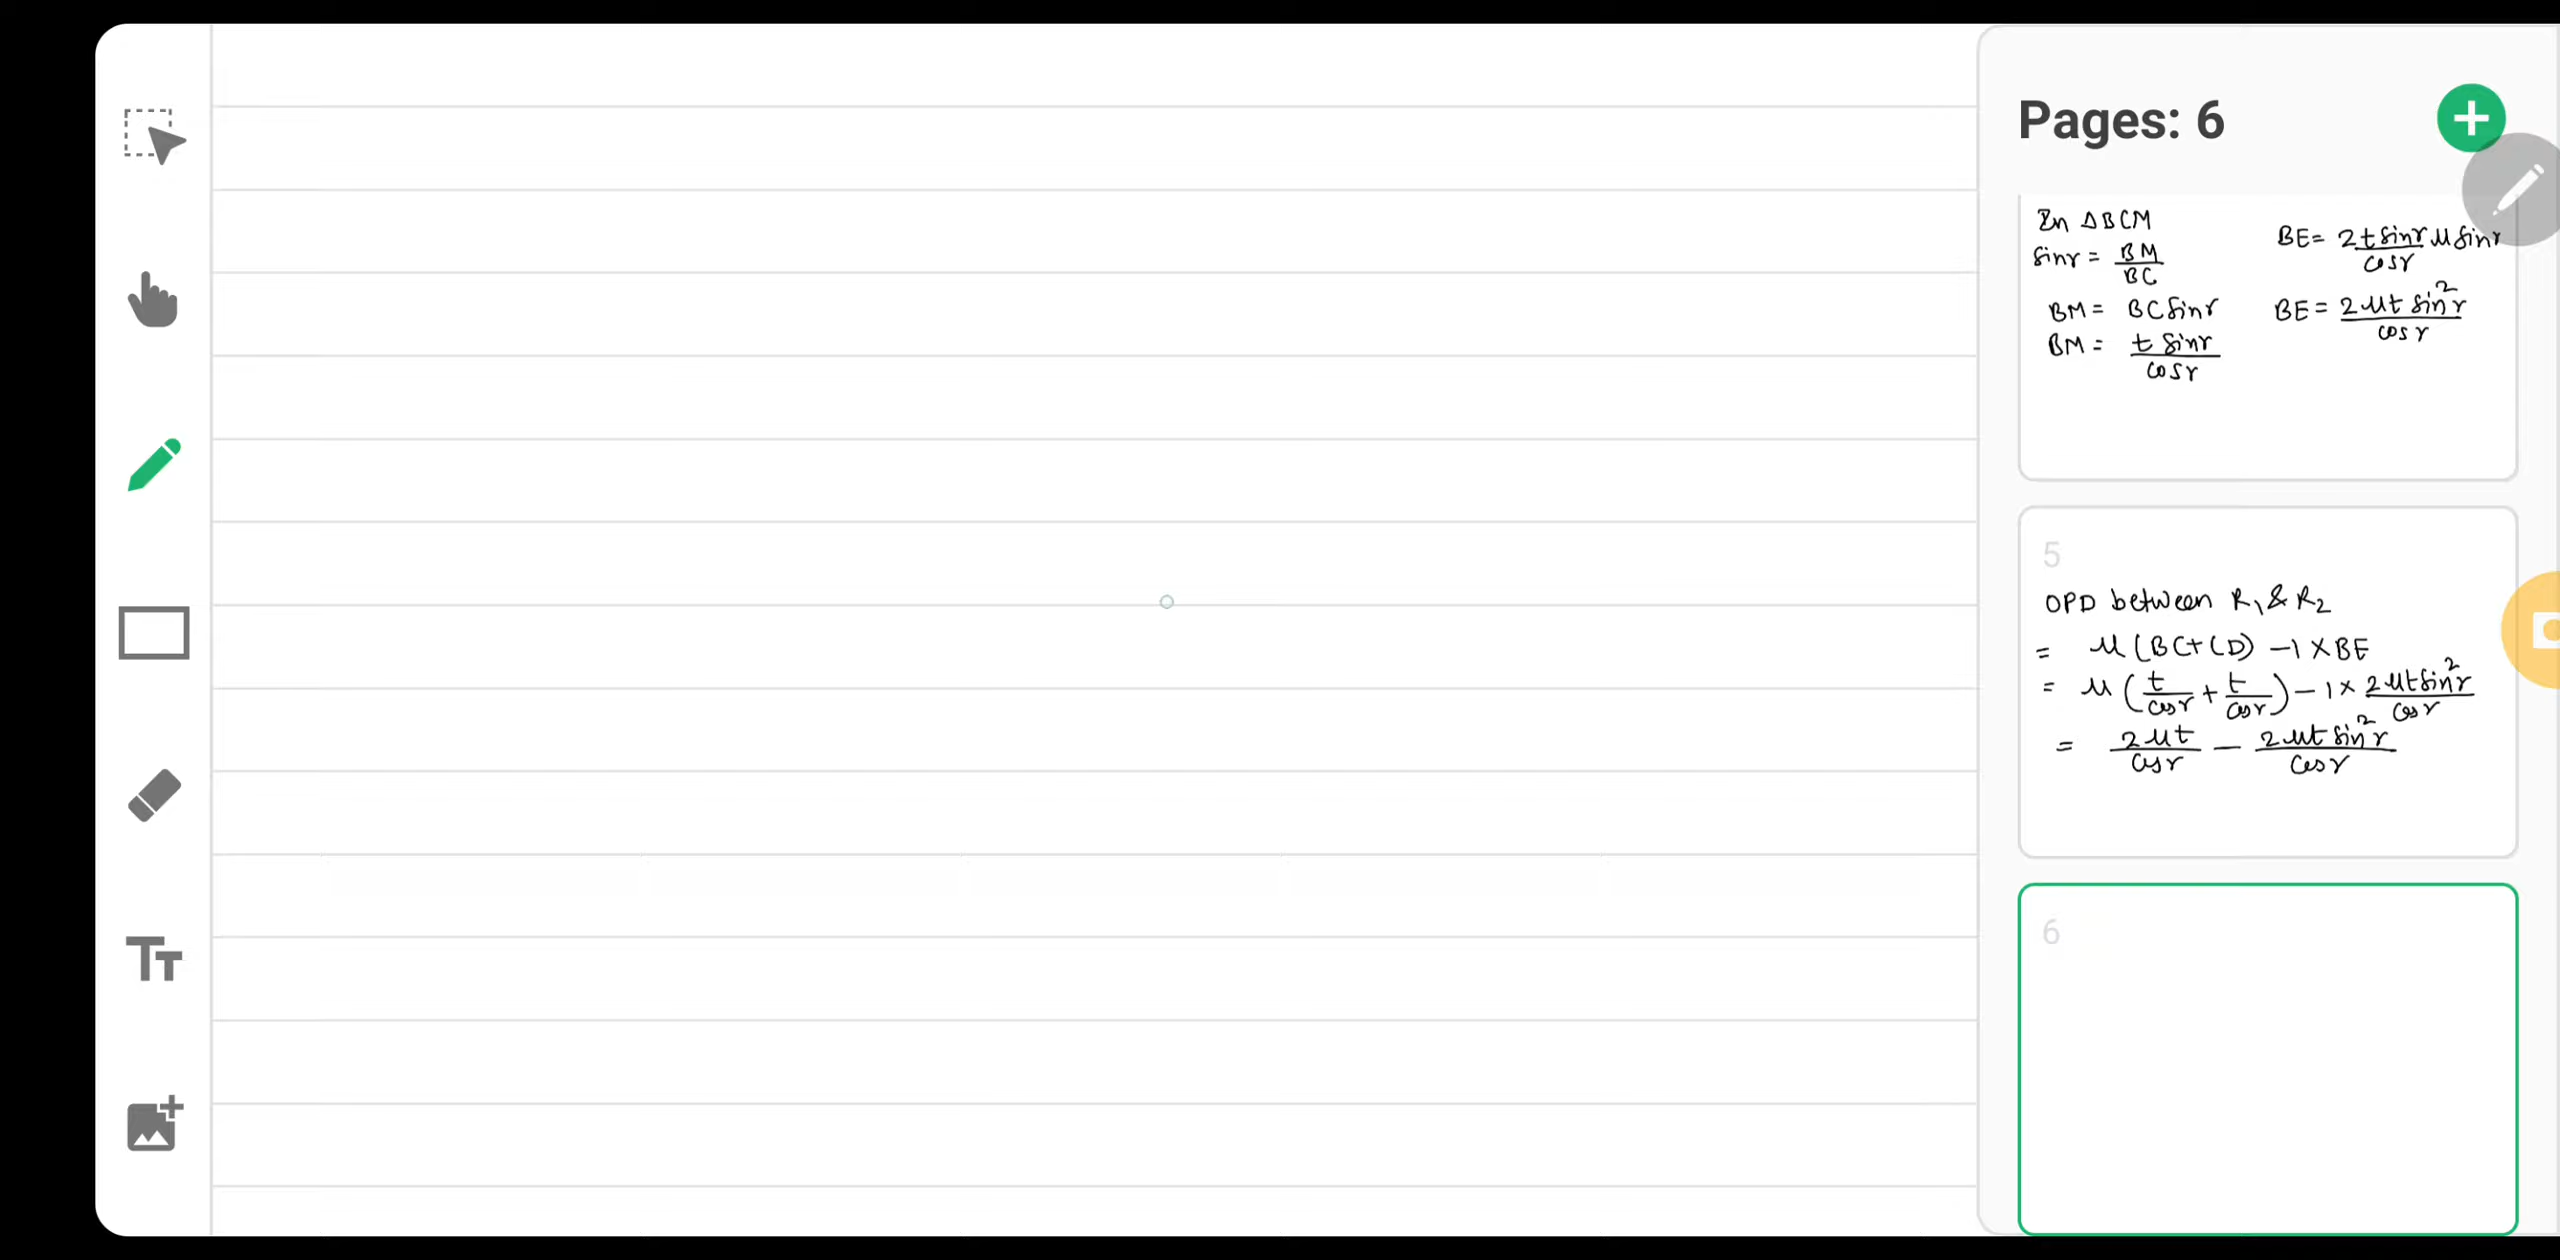 Pages: 6
In ΔBCM
sinr = BM/BC
BM = BC sinr
BM = t sinr/cosr
BE = 2t sinr/cosr μ sinr
BE = 2μt sin²r/cosr
5
OPD between R₁ & R₂
= μ(BC+CD) -1×BE
= μ(t/cosr + t/cosr) - 1× 2μt sin²r/cosr
= 2μt/cosr - 2μt sin²r/cosr
6
Tт